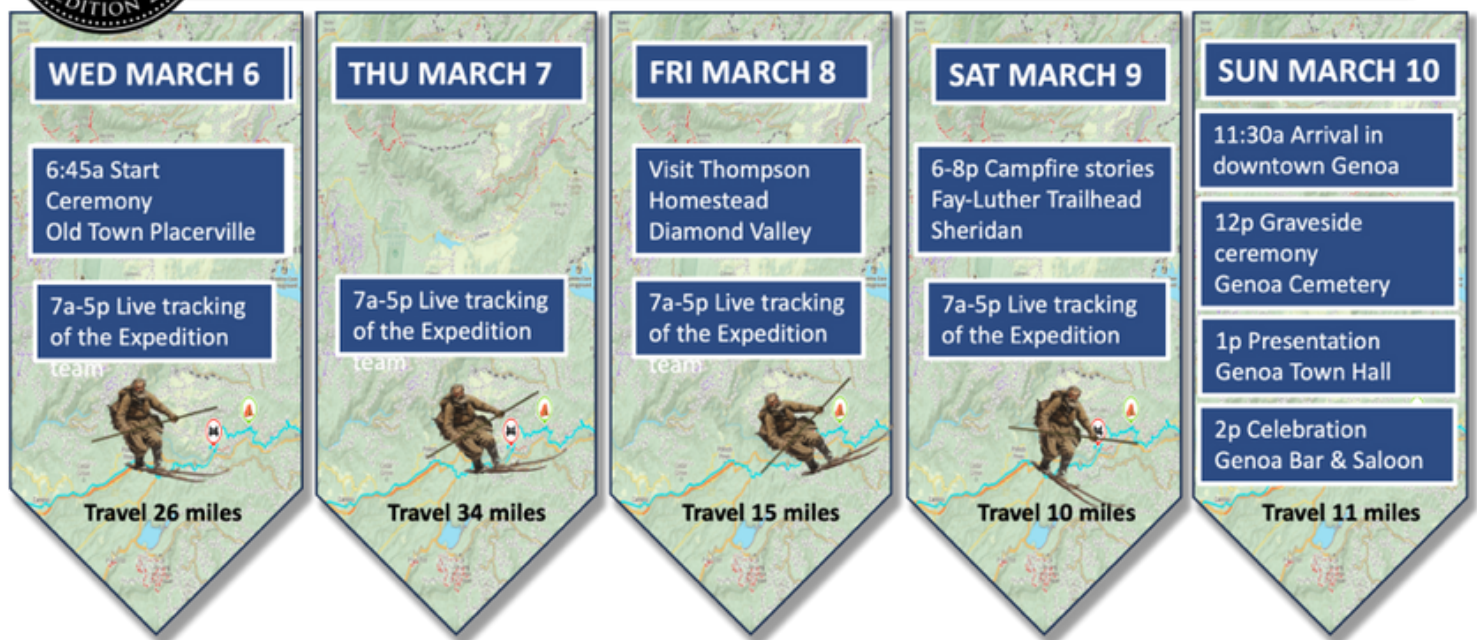 EDITION
WED MARCH 6
6:45a Start
Ceremony
Old Town Placerville
7a-5p Live tracking
of the Expedition
team
Travel 26 miles
THU MARCH 7
7a-5p Live tracking
of the Expedition
team
Travel 34 miles
FRI MARCH 8
Visit Thompson
Homestead
Diamond Valley
7a-5p Live tracking
of the Expedition
team
Travel 15 miles
SAT MARCH 9
6-8p Campfire stories
Fay-Luther Trailhead
Sheridan
7a-5p Live tracking
of the Expedition
Travel 10 miles
SUN MARCH 10
11:30a Arrival in
downtown Genoa
12p Graveside
ceremony
Genoa Cemetery
1p Presentation
Genoa Town Hall
2p Celebration
Genoa Bar & Saloon
Travel 11 miles